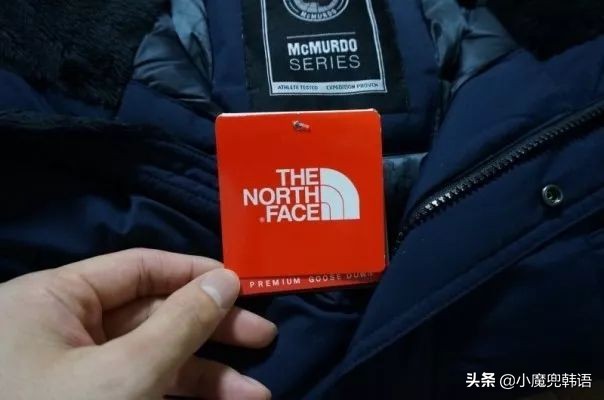 McMURDO
McMURDO
SERIES
ATHLETE TESTED EXPEDITION PROVEN
THE
NORTH
FACE
PREMIUM GOOSE DOWN
头条 @小魔兜韩语